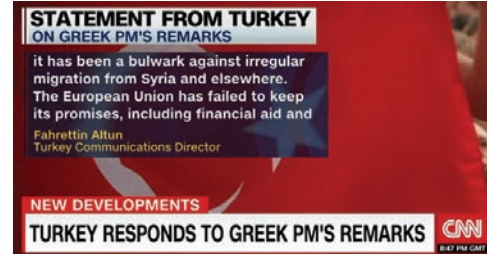 STATEMENT FROM TURKEY
ON GREEK PM'S REMARKS
it has been a bulwark against irregular
migration from Syria and elsewhere.
The European Union has failed to keep
its promises, including financial aid and
Fahrettin Altun
Turkey Communications Director
NEW DEVELOPMENTS
TURKEY RESPONDS TO GREEK PM'S REMARKS
CNN
8:47 PM GMT